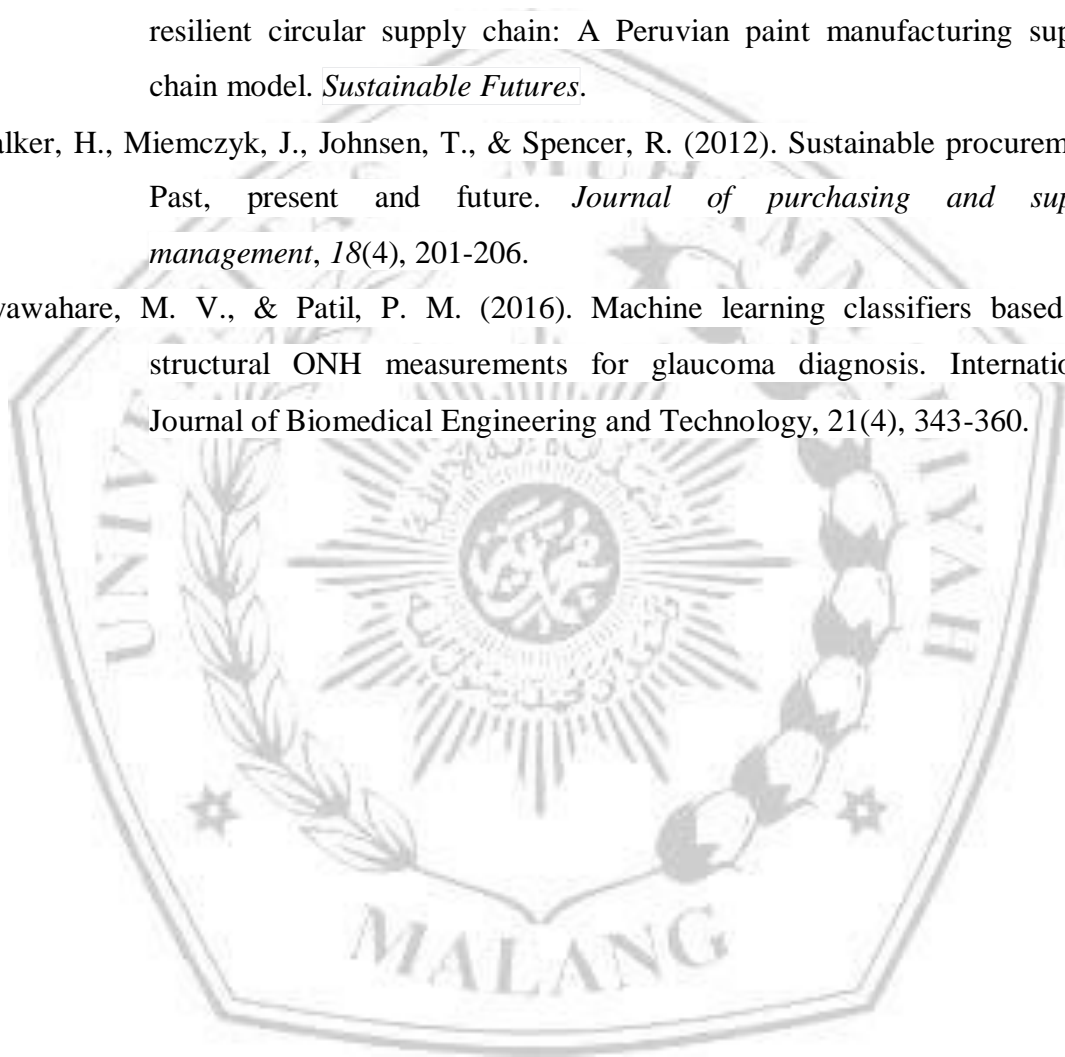 resilient circular supply chain: A Peruvian paint manufacturing sup
chain model. Sustainable Futures.
alker, H., Miemczyk, J., Johnsen, T., & Spencer, R. (2012). Sustainable procurem
Past, present and future. Journal of purchasing and sup
management, 18(4), 201-206.
yawahare, M. V., & Patil, P. M. (2016). Machine learning classifiers based
structural ONH measurements for glaucoma diagnosis. Internatio
Journal of Biomedical Engineering and Technology, 21(4), 343-360.
MALANG